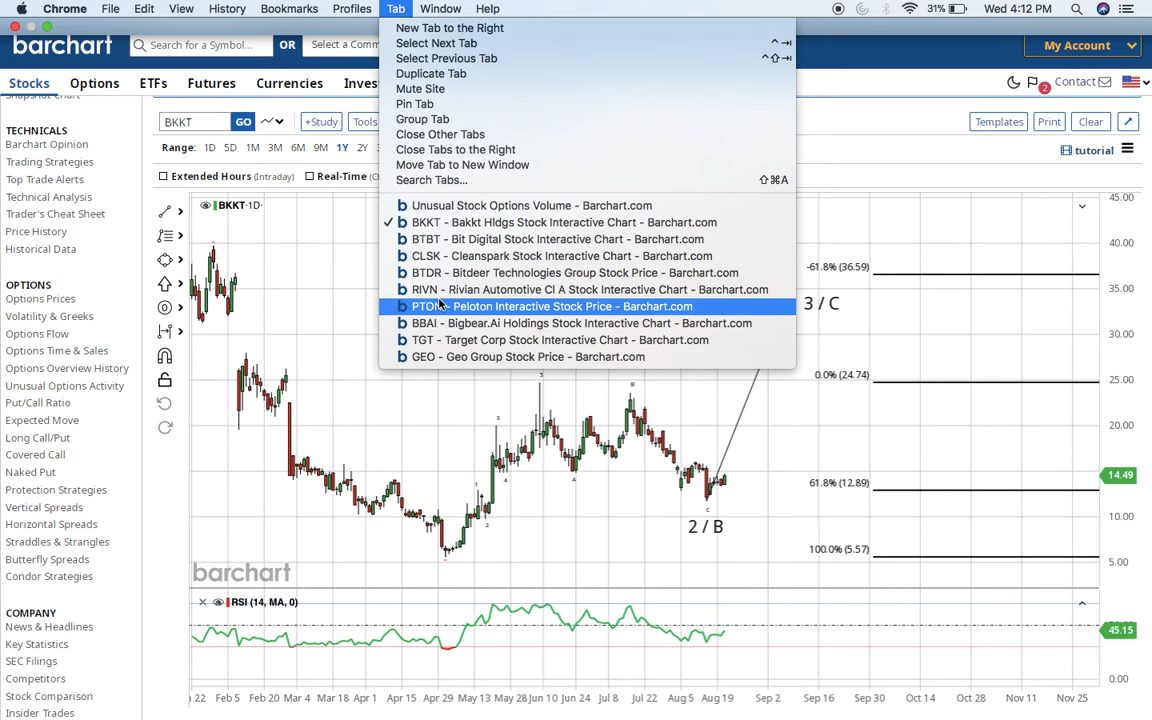 Chrome File Edit View History Bookmarks Profiles Tab Window Help 31% Wed 4:12 PM
barchart Search for a Symbol... OR Select a Comm My Account
Stocks Options ETFs Futures Currencies Inves Contact
2
New Tab to the Right
Select Next Tab
Select Previous Tab
Duplicate Tab
Mute Site
Pin Tab
Group Tab
Close Other Tabs
Close Tabs to the Right
Move Tab to New Window
Search Tabs... ⇧⌘A
Unusual Stock Options Volume - Barchart.com
✓ BKKT - Bakkt Hldgs Stock Interactive Chart - Barchart.com
BTBT - Bit Digital Stock Interactive Chart - Barchart.com
CLSK - Cleanspark Stock Interactive Chart - Barchart.com
BTDR - Bitdeer Technologies Group Stock Price - Barchart.com
RIVN - Rivian Automotive Cl A Stock Interactive Chart - Barchart.com
PTON - Peloton Interactive Stock Price - Barchart.com
BBAI - Bigbear.Ai Holdings Stock Interactive Chart - Barchart.com
TGT - Target Corp Stock Interactive Chart - Barchart.com
GEO - Geo Group Stock Price - Barchart.com
TECHNICALS
Barchart Opinion
Trading Strategies
Top Trade Alerts
Technical Analysis
Trader's Cheat Sheet
Price History
Historical Data
OPTIONS
Options Prices
Volatility & Greeks
Options Flow
Options Time & Sales
Options Overview History
Unusual Options Activity
Put/Call Ratio
Expected Move
Long Call/Put
Covered Call
Naked Put
Protection Strategies
Vertical Spreads
Horizontal Spreads
Straddles & Strangles
Butterfly Spreads
Condor Strategies
COMPANY
News & Headlines
Key Statistics
SEC Filings
Competitors
Stock Comparison
Insider Trades
BKKT GO +Study Tools Templates Print Clear
Range: 1D 5D 1M 3M 6M 9M 1Y 2Y tutorial
Extended Hours (Intraday) Real-Time
BKKT·1D·
45.00
40.00
-61.8% (36.59)
35.00
3 / C
30.00
0.0% (24.74)
25.00
20.00
14.49
61.8% (12.89)
10.00
100.0% (5.57)
5.00
1
2
3
4
5
A
B
C
2 / B
barchart
RSI (14, MA, 0)
45.15
0.00
22 Feb 5 Feb 20 Mar 4 Mar 18 Apr 1 Apr 15 Apr 29 May 13 May 28 Jun 10 Jun 24 Jul 8 Jul 22 Aug 5 Aug 19 Sep 2 Sep 16 Sep 30 Oct 14 Oct 28 Nov 11 Nov 25